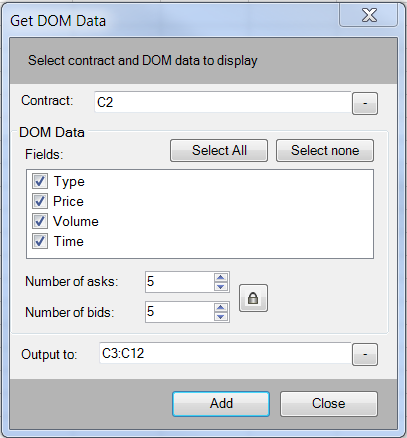 Get DOM Data
Select contract and DOM data to display
Contract: C2 -
DOM Data
Fields: Select All Select none
Type
Price
Volume
Time
Number of asks: 5
Number of bids: 5
Output to: C3:C12 -
Add Close